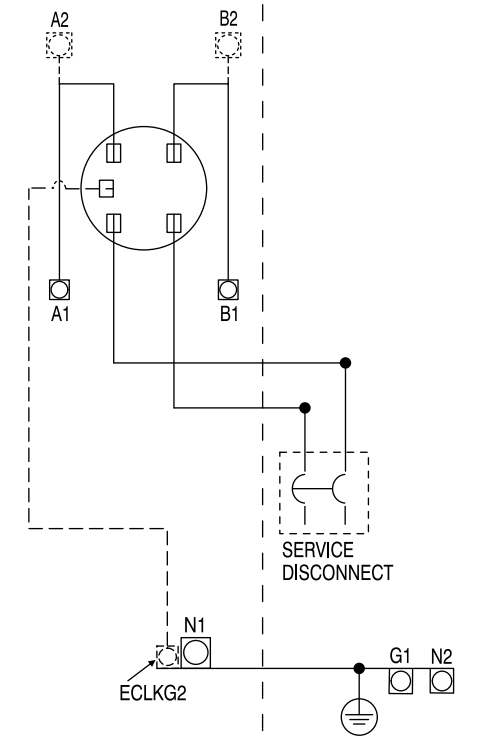 A2
B2
A1
B1
SERVICE
DISCONNECT
N1
G1
N2
ECLKG2